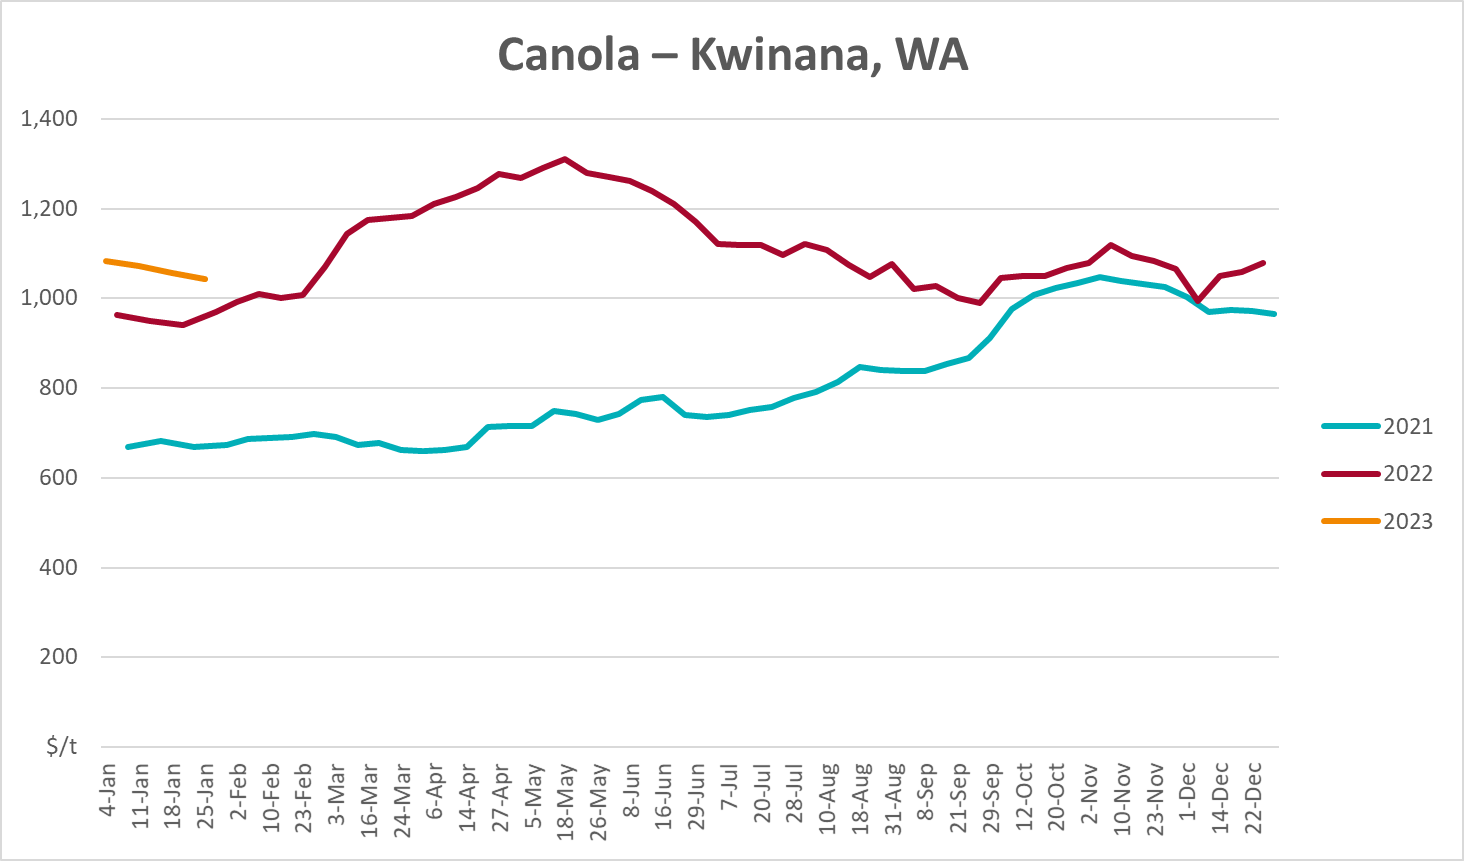 Canola – Kwinana, WA
1,400
1,200
1,000
800
600
400
200
$/t
4-Jan
11-Jan
18-Jan
25-Jan
2-Feb
10-Feb
23-Feb
3-Mar
16-Mar
24-Mar
6-Apr
14-Apr
27-Apr
5-May
18-May
26-May
8-Jun
16-Jun
29-Jun
7-Jul
20-Jul
28-Jul
10-Aug
18-Aug
31-Aug
8-Sep
21-Sep
29-Sep
12-Oct
20-Oct
2-Nov
10-Nov
23-Nov
1-Dec
14-Dec
22-Dec
2021
2022
2023